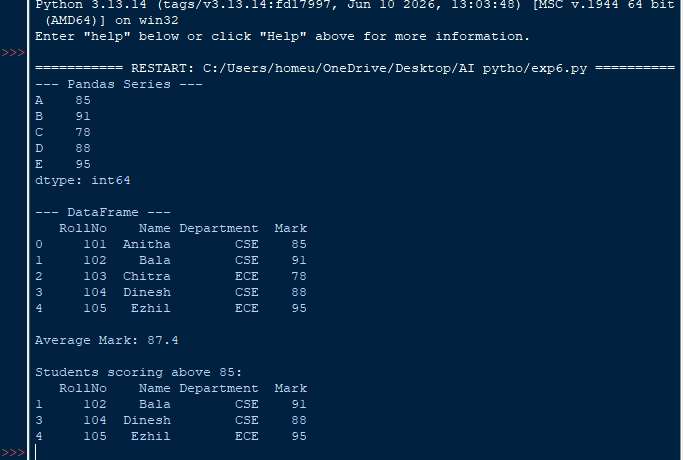 Python 3.13.14 (tags/v3.13.14:fd17997, Jun 10 2026, 13:03:48) [MSC v.1944 64 bit
(AMD64)] on win32
Enter "help" below or click "Help" above for more information.
>>>
=========== RESTART: C:/Users/homeu/OneDrive/Desktop/AI pytho/exp6.py ==========
--- Pandas Series ---
A    85
B    91
C    78
D    88
E    95
dtype: int64
--- DataFrame ---
   RollNo    Name Department  Mark
0     101  Anitha        CSE    85
1     102    Bala        CSE    91
2     103  Chitra        ECE    78
3     104  Dinesh        CSE    88
4     105   Ezhil        ECE    95
Average Mark: 87.4
Students scoring above 85:
   RollNo    Name Department  Mark
1     102    Bala        CSE    91
3     104  Dinesh        CSE    88
4     105   Ezhil        ECE    95
>>>